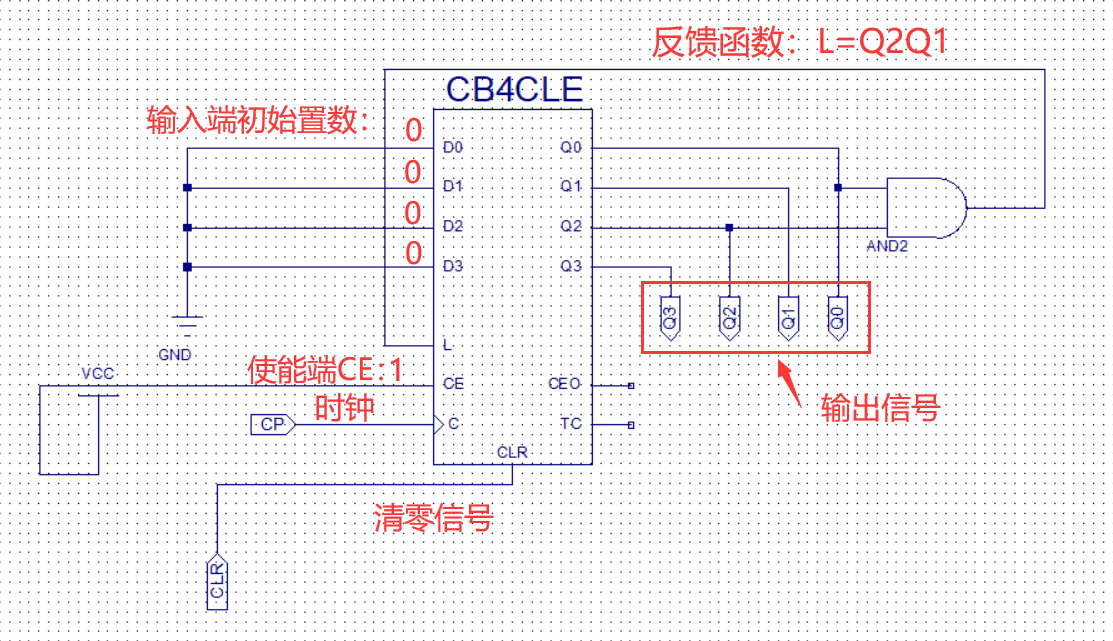 反馈函数：L=Q2Q1
CB4CLE
输入端初始置数：
0
D0
Q0
0
D1
Q1
0
D2
Q2
AND2
0
D3
Q3
Q3
Q2
Q1
Q0
GND
L
使能端CE:1
VCC
CE
CEO
时钟
CP
C
TC
输出信号
CLR
清零信号
CLR